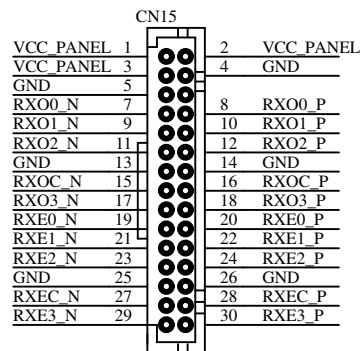 CN15
VCC_PANEL 1 2 VCC_PANEL
VCC_PANEL 3 4 GND
GND 5
RXO0_N 7 8 RXO0_P
RXO1_N 9 10 RXO1_P
RXO2_N 11 12 RXO2_P
GND 13 14 GND
RXOC_N 15 16 RXOC_P
RXO3_N 17 18 RXO3_P
RXE0_N 19 20 RXE0_P
RXE1_N 21 22 RXE1_P
RXE2_N 23 24 RXE2_P
GND 25 26 GND
RXEC_N 27 28 RXEC_P
RXE3_N 29 30 RXE3_P